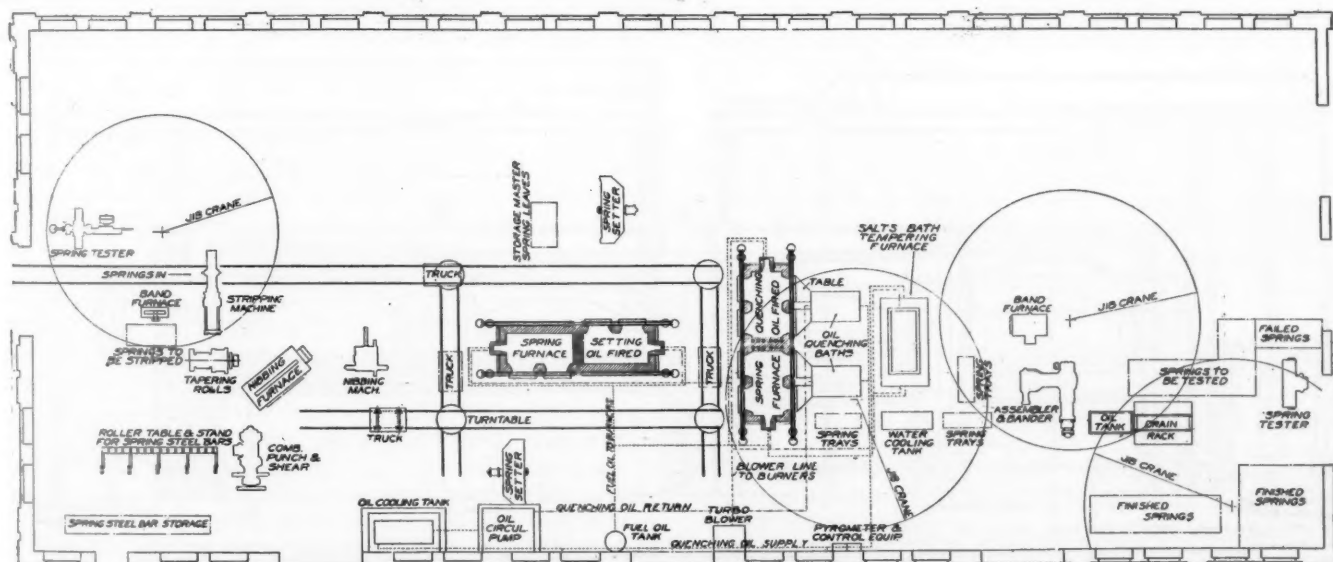 JIB CRANE
SPRING TESTER
SPRINGS IN
BAND
FURNACE
STRIPPING
MACHINE
SPRINGS TO
BE STRIPPED
TAPERING
ROLLS
NIBBING
FURNACE
NIBBING
MACH.
ROLLER TABLE & STAND
FOR SPRING STEEL BARS
COMB.
PUNCH &
SHEAR
SPRING STEEL BAR STORAGE
STORAGE MASTER
SPRING LEAVES
SPRING
SETTER
TRUCK
SPRING
FURNACE
SETTING
OIL FIRED
TRUCK
TRUCK
TRUCK
TURNTABLE
SPRING
SETTER
FUEL OIL TO FURNACE
OIL COOLING TANK
OIL
CIRCUL
PUMP
QUENCHING OIL RETURN
FUEL OIL
TANK
QUENCHING OIL SUPPLY
TURBO
BLOWER
BLOWER LINE
TO BURNERS
PYROMETER &
CONTROL EQUIP
QUENCHING
OIL FIRED
SPRING
FURNACE
TABLE
OIL
QUENCHING
BATHS
SALTS BATH
TEMPERING
FURNACE
SPRING
TRAYS
WATER
COOLING
TANK
SPRING
TRAYS
SPRING
TRAYS
JIB CRANE
BAND
FURNACE
JIB CRANE
ASSEMBLER
& BANDER
OIL
TANK
DRAIN
RACK
SPRINGS TO
BE TESTED
FAILED
SPRINGS
SPRING
TESTER
JIB CRANE
FINISHED
SPRINGS
FINISHED
SPRINGS